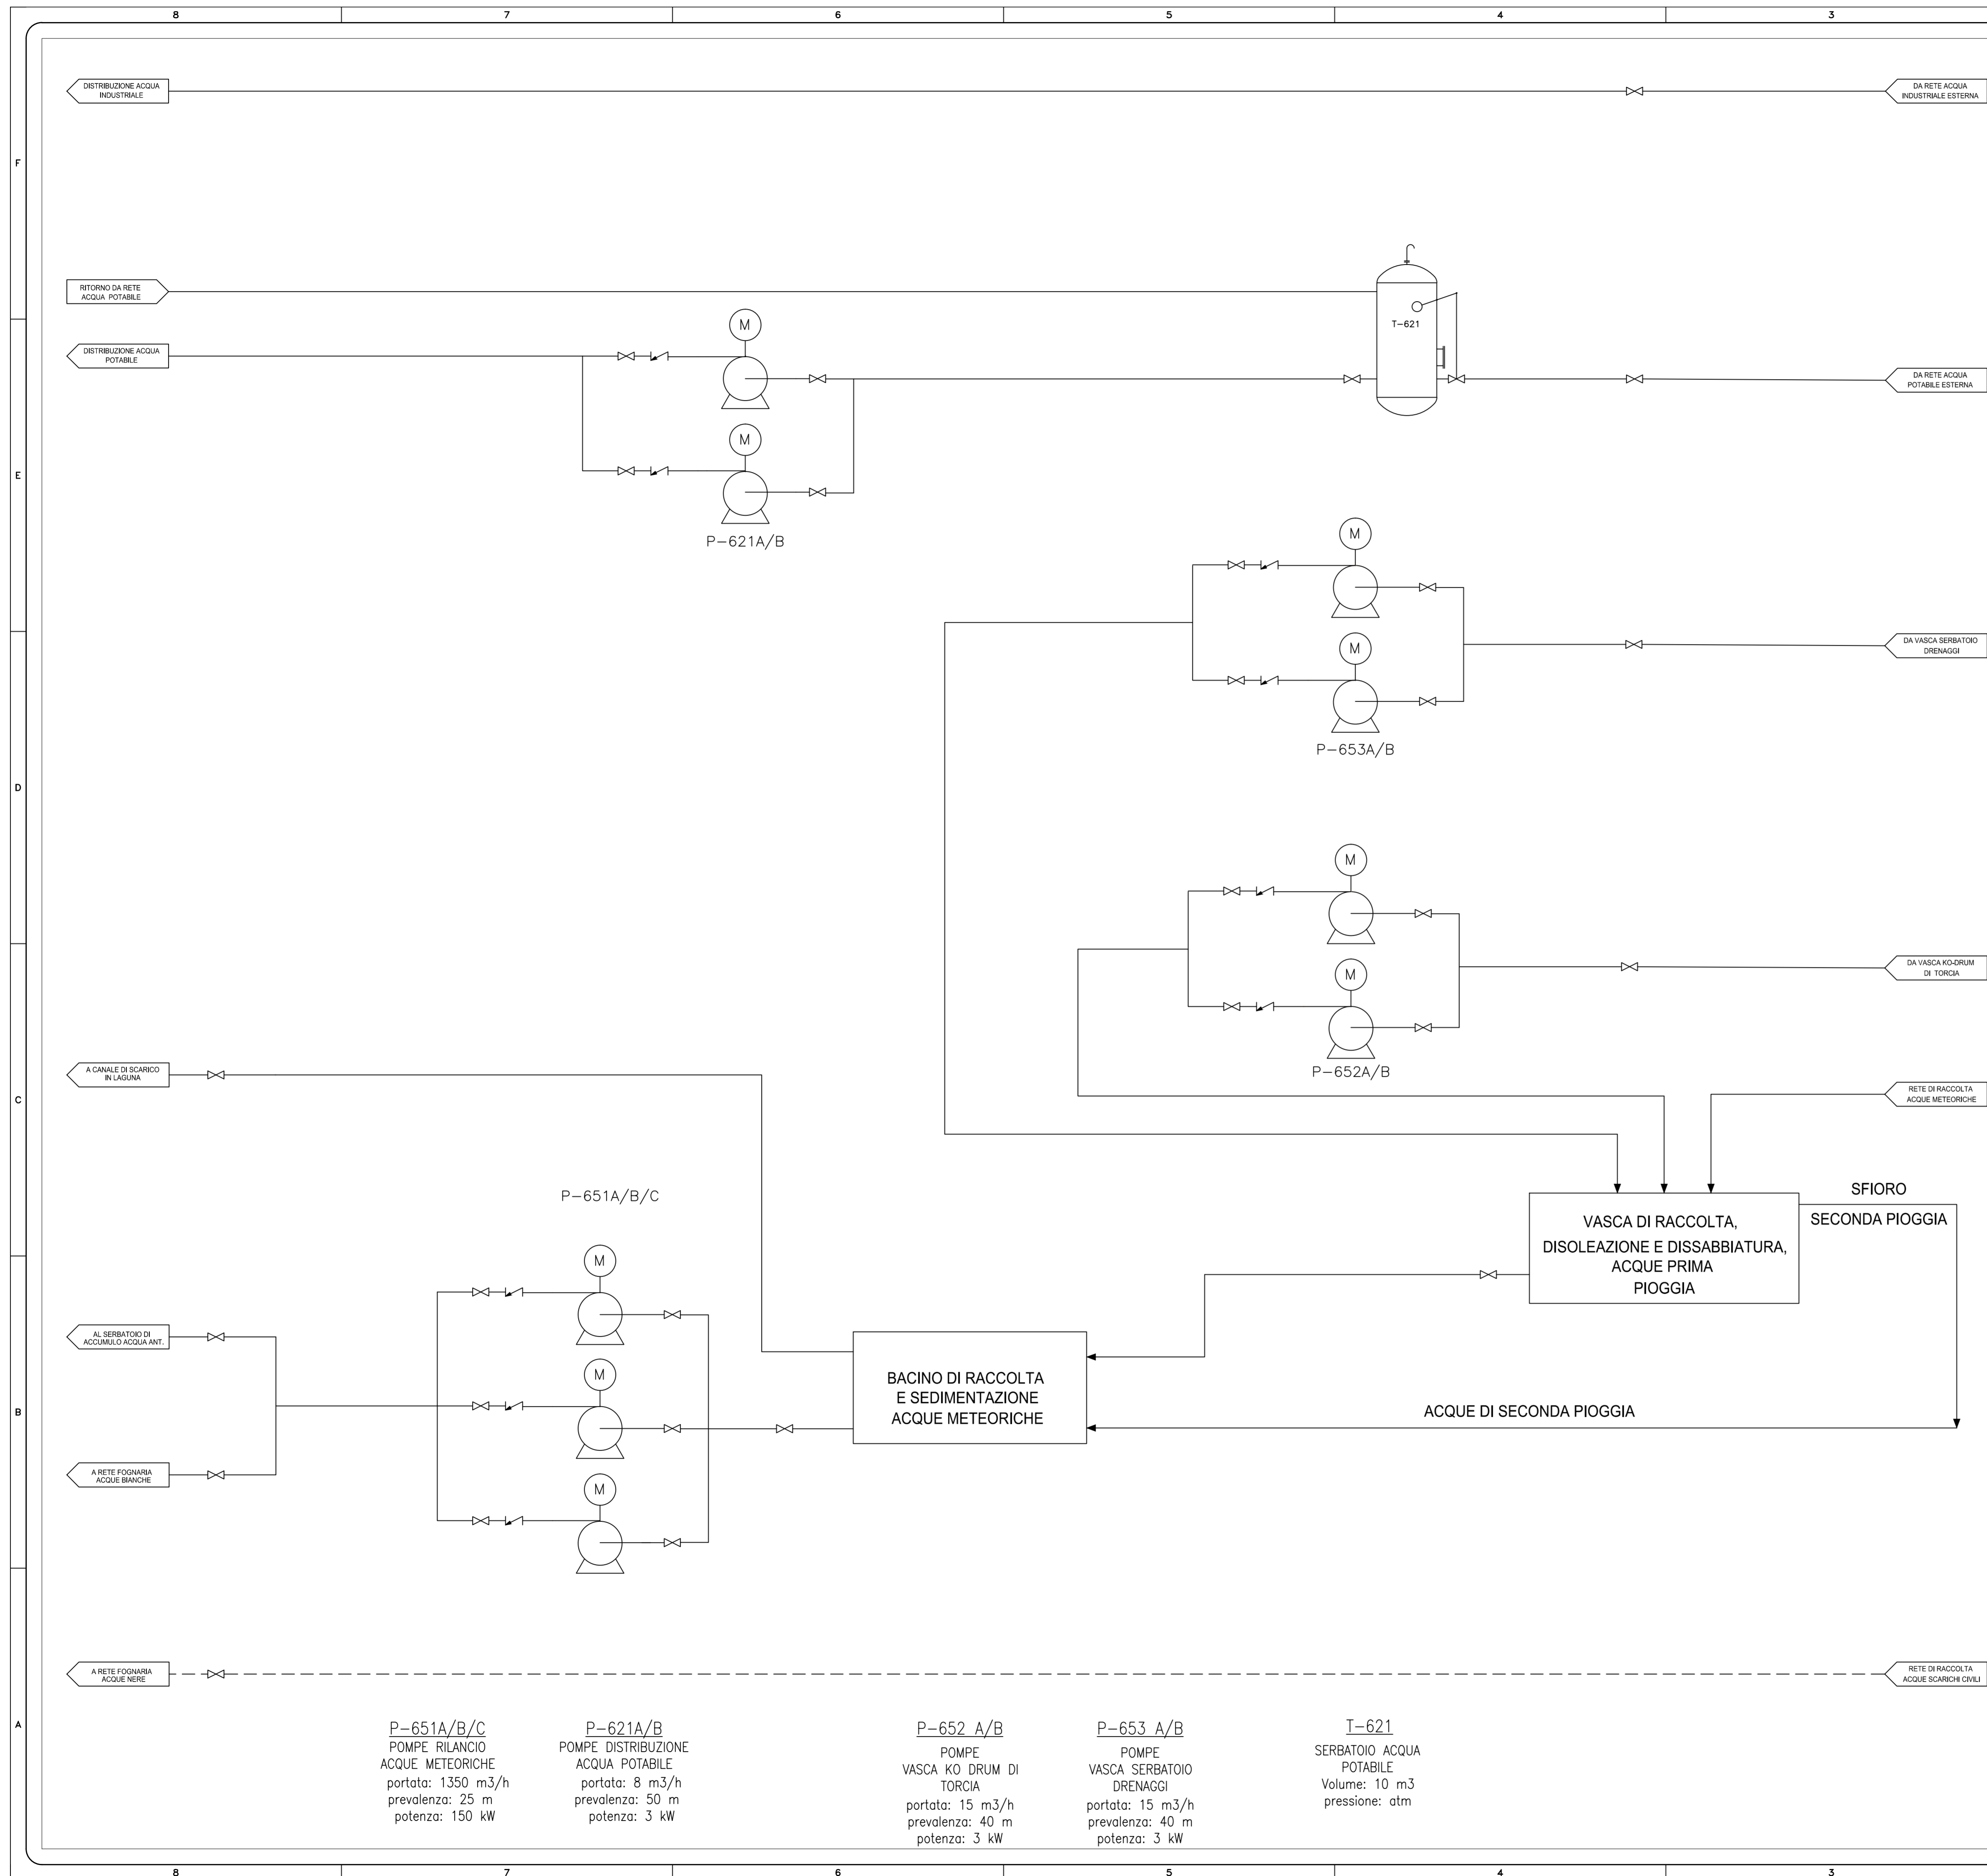 8 7 6 5 4 3
DISTRIBUZIONE ACQUA
INDUSTRIALE
DA RETE ACQUA
INDUSTRIALE ESTERNA
F
RITORNO DA RETE
ACQUA POTABILE
T-621
M
DISTRIBUZIONE ACQUA
POTABILE
DA RETE ACQUA
POTABILE ESTERNA
M
E
P-621A/B
M
DA VASCA SERBATOIO
DRENAGGI
M
P-653A/B
D
M
DA VASCA KO-DRUM
DI TORCIA
M
P-652A/B
A CANALE DI SCARICO
IN LAGUNA
C
RETE DI RACCOLTA
ACQUE METEORICHE
P-651A/B/C
SFIORO
SECONDA PIOGGIA
VASCA DI RACCOLTA,
DISOLEAZIONE E DISSABBIATURA,
ACQUE PRIMA
PIOGGIA
M
AL SERBATOIO DI
ACCUMULO ACQUA ANT.
M
BACINO DI RACCOLTA
E SEDIMENTAZIONE
ACQUE METEORICHE
ACQUE DI SECONDA PIOGGIA
B
A RETE FOGNARIA
ACQUE BIANCHE
M
A RETE FOGNARIA
ACQUE NERE
RETE DI RACCOLTA
ACQUE SCARICHI CIVILI
A
P-651A/B/C
POMPE RILANCIO
ACQUE METEORICHE
portata: 1350 m3/h
prevalenza: 25 m
potenza: 150 kW
P-621A/B
POMPE DISTRIBUZIONE
ACQUA POTABILE
portata: 8 m3/h
prevalenza: 50 m
potenza: 3 kW
P-652 A/B
POMPE
VASCA KO DRUM DI
TORCIA
portata: 15 m3/h
prevalenza: 40 m
potenza: 3 kW
P-653 A/B
POMPE
VASCA SERBATOIO
DRENAGGI
portata: 15 m3/h
prevalenza: 40 m
potenza: 3 kW
T-621
SERBATOIO ACQUA
POTABILE
Volume: 10 m3
pressione: atm
8 7 6 5 4 3